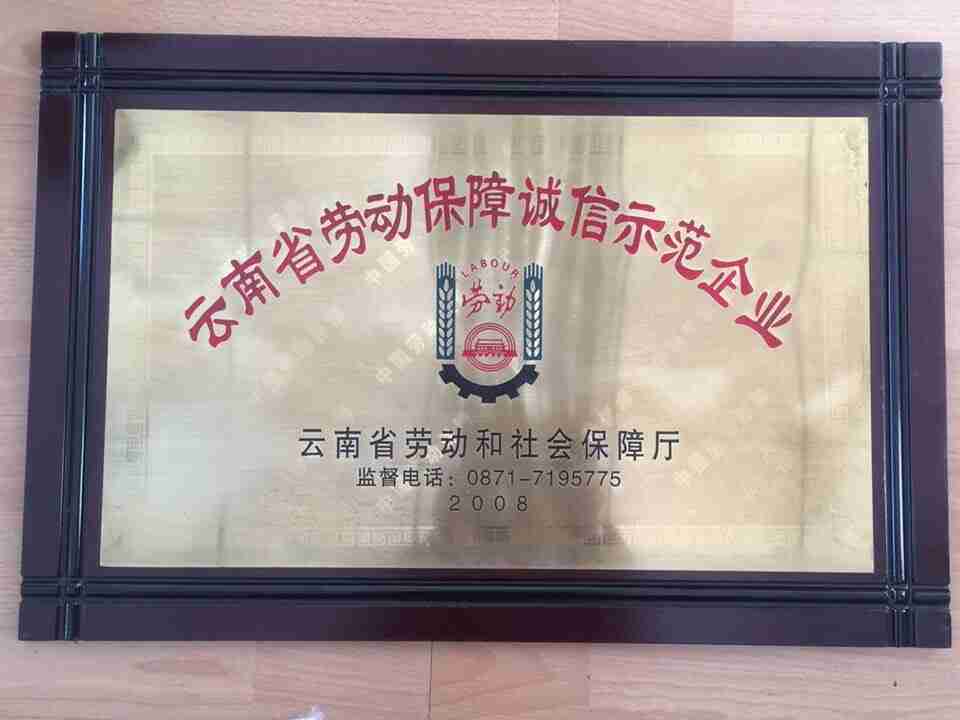 云南省劳动保障诚信示范企业
LABOUR
劳动
云南省劳动和社会保障厅
监督电话：0871-7195775
2008